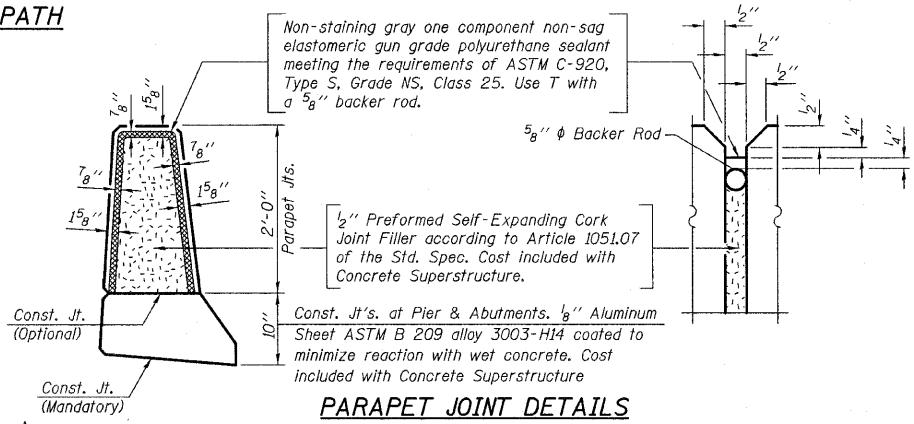 PATH
Non-staining gray one component non-sag
elastomeric gun grade polyurethane sealant
meeting the requirements of ASTM C-920,
Type S, Grade NS, Class 25. Use T with
a 5/8" backer rod.
7/8"
1 5/8"
7/8"
7/8"
1 5/8"
1 5/8"
2'-0"
Parapet Jts.
10"
1/2"
1/2"
1/2"
1/2"
1/4"
1/4"
5/8" φ Backer Rod
1/2" Preformed Self-Expanding Cork
Joint Filler according to Article 1051.07
of the Std. Spec. Cost included with
Concrete Superstructure.
Const. Jt.
(Optional)
Const. Jt's. at Pier & Abutments. 1/8" Aluminum
Sheet ASTM B 209 alloy 3003-H14 coated to
minimize reaction with wet concrete. Cost
included with Concrete Superstructure
Const. Jt.
(Mandatory)
PARAPET JOINT DETAILS